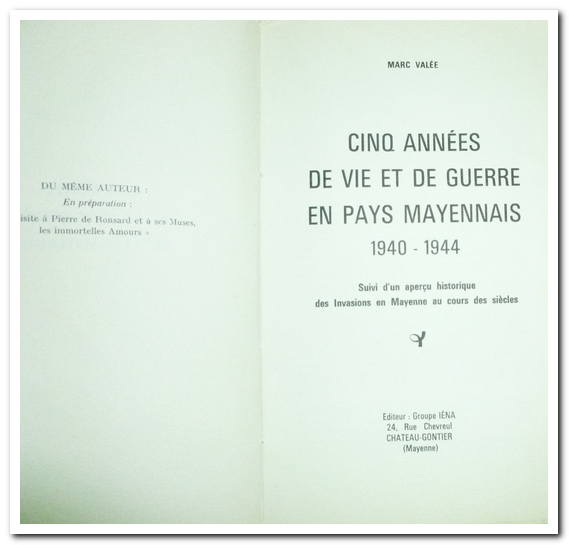 DU MÊME AUTEUR :
En préparation :
isite à Pierre de Ronsard et à ses Muses,
les immortelles Amours »
MARC VALÉE
CINQ ANNÉES
DE VIE ET DE GUERRE
EN PAYS MAYENNAIS
1940 - 1944
Suivi d'un aperçu historique
des Invasions en Mayenne au cours des siècles
Editeur : Groupe IÉNA
24, Rue Chevreul
CHATEAU-GONTIER
(Mayenne)